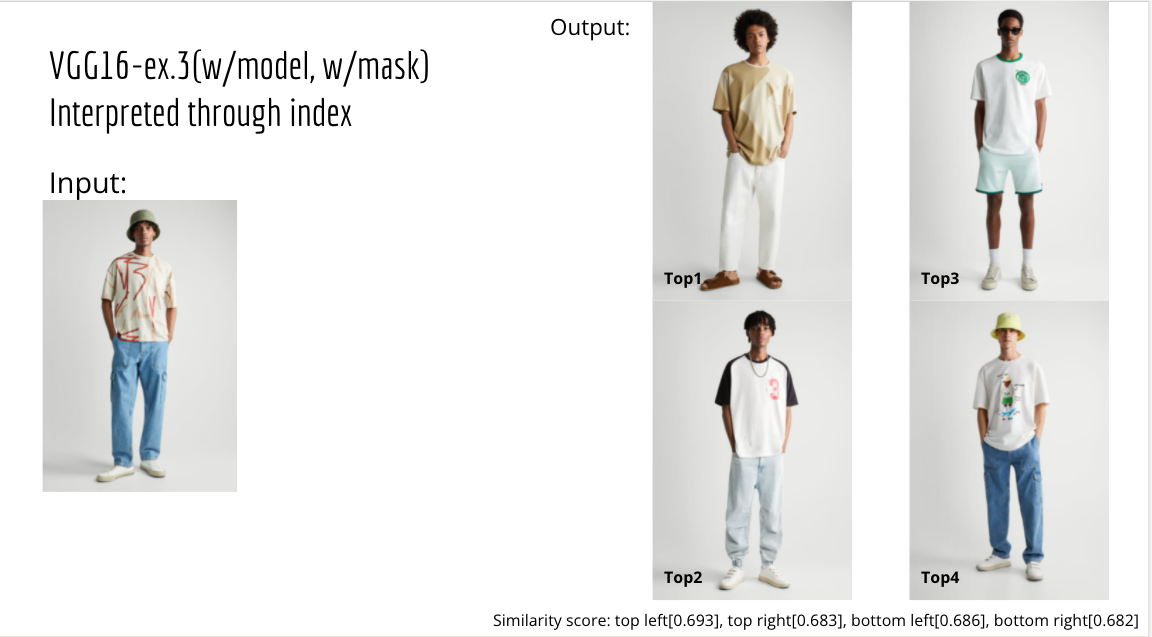 VGG16-ex.3(w/model, w/mask)
Interpreted through index
Input:
Output:
Top1
Top3
3
Top2
Top4
Similarity score: top left[0.693], top right[0.683], bottom left[0.686], bottom right[0.682]